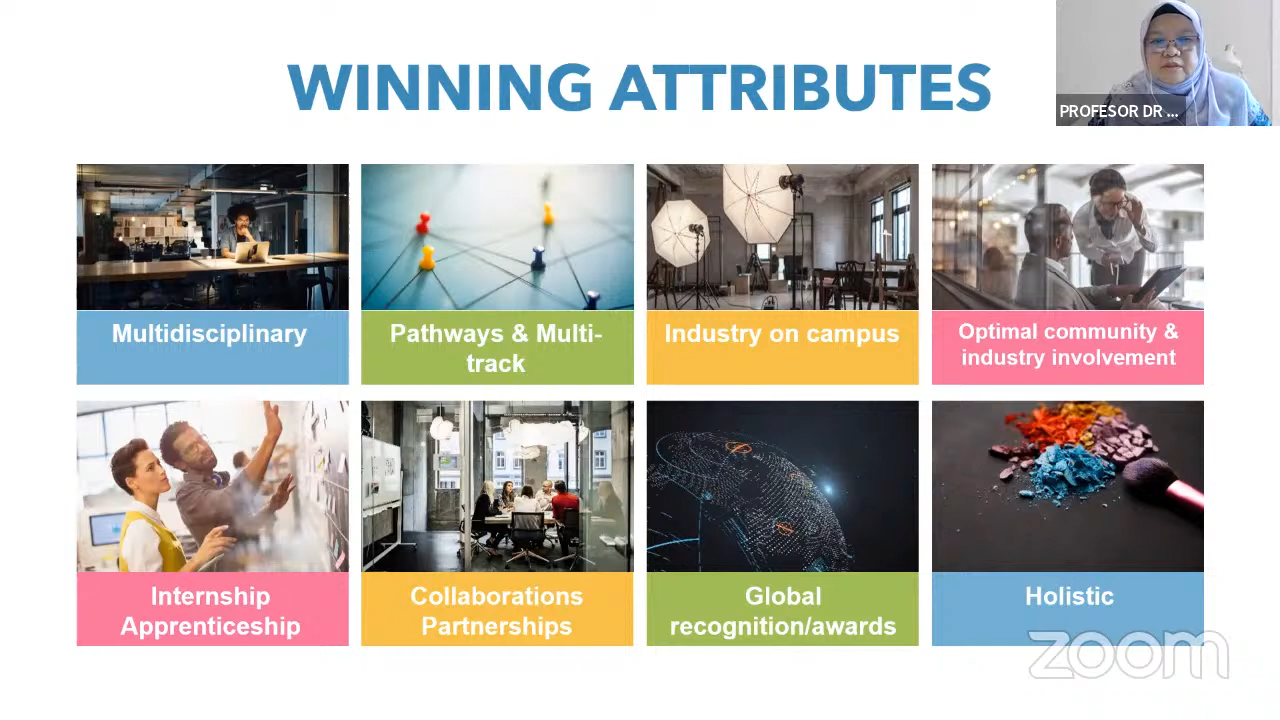 WINNING ATTRIBUTES
PROFESOR DR ...
Multidisciplinary
Pathways & Multi-
track
Industry on campus
Optimal community &
industry involvement
Internship
Apprenticeship
Collaborations
Partnerships
Global
recognition/awards
Holistic
zoom